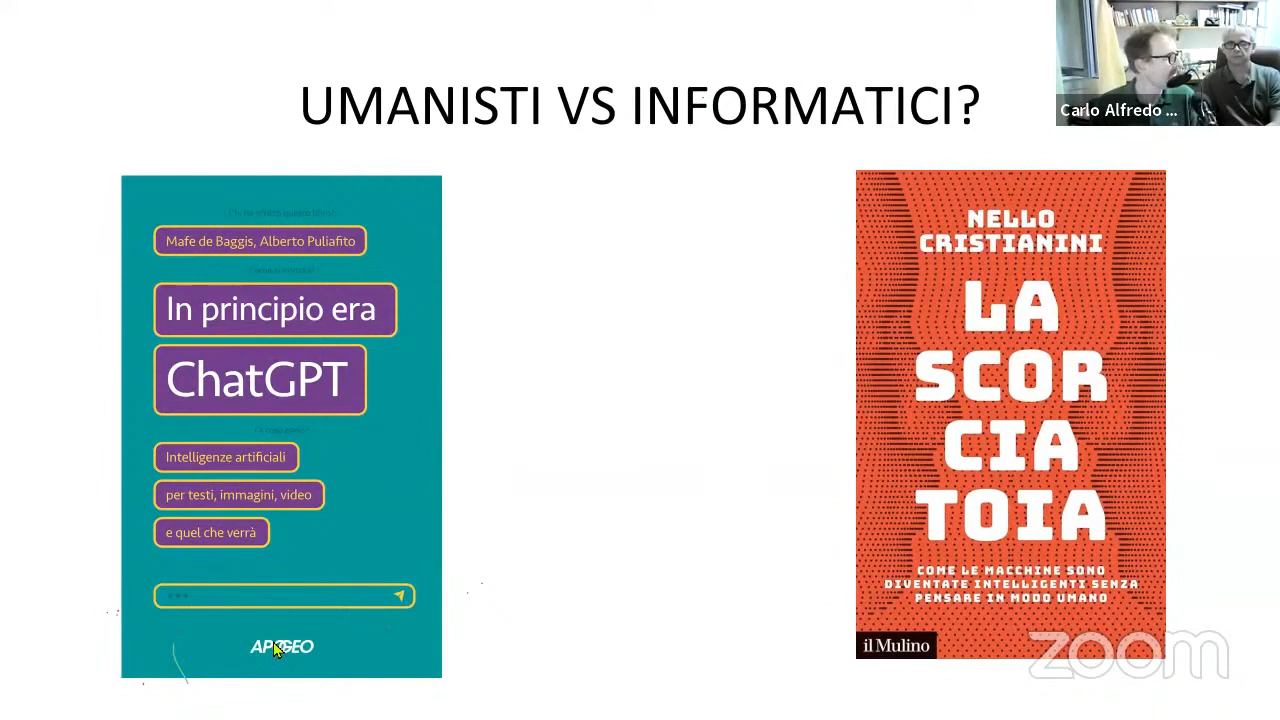 UMANISTI VS INFORMATICI?
Carlo Alfredo ...
Mafe de Baggis, Alberto Puliafito
In principio era
ChatGPT
Intelligenze artificiali
per testi, immagini, video
e quel che verrà
APOGEO
NELLO
CRISTIANINI
LA
SCOR
CIA
TOIA
COME LE MACCHINE SONO
DIVENTATE INTELLIGENTI SENZA
PENSARE IN MODO UMANO
il Mulino
zoom